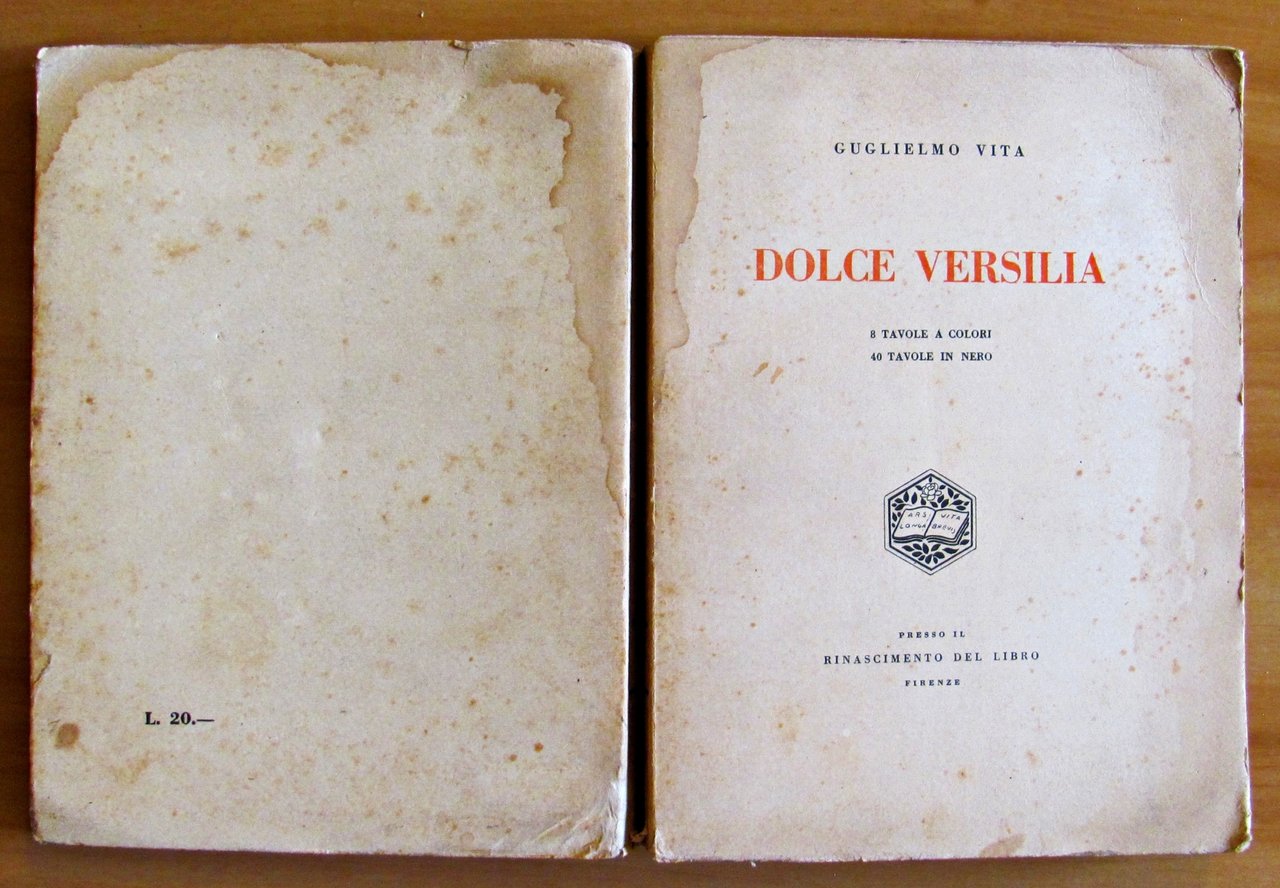 L. 20.—
GUGLIELMO VITA
DOLCE VERSILIA
8 TAVOLE A COLORI
40 TAVOLE IN NERO
ARS VITA
LONGA BREVIS
PRESSO IL
RINASCIMENTO DEL LIBRO
FIRENZE